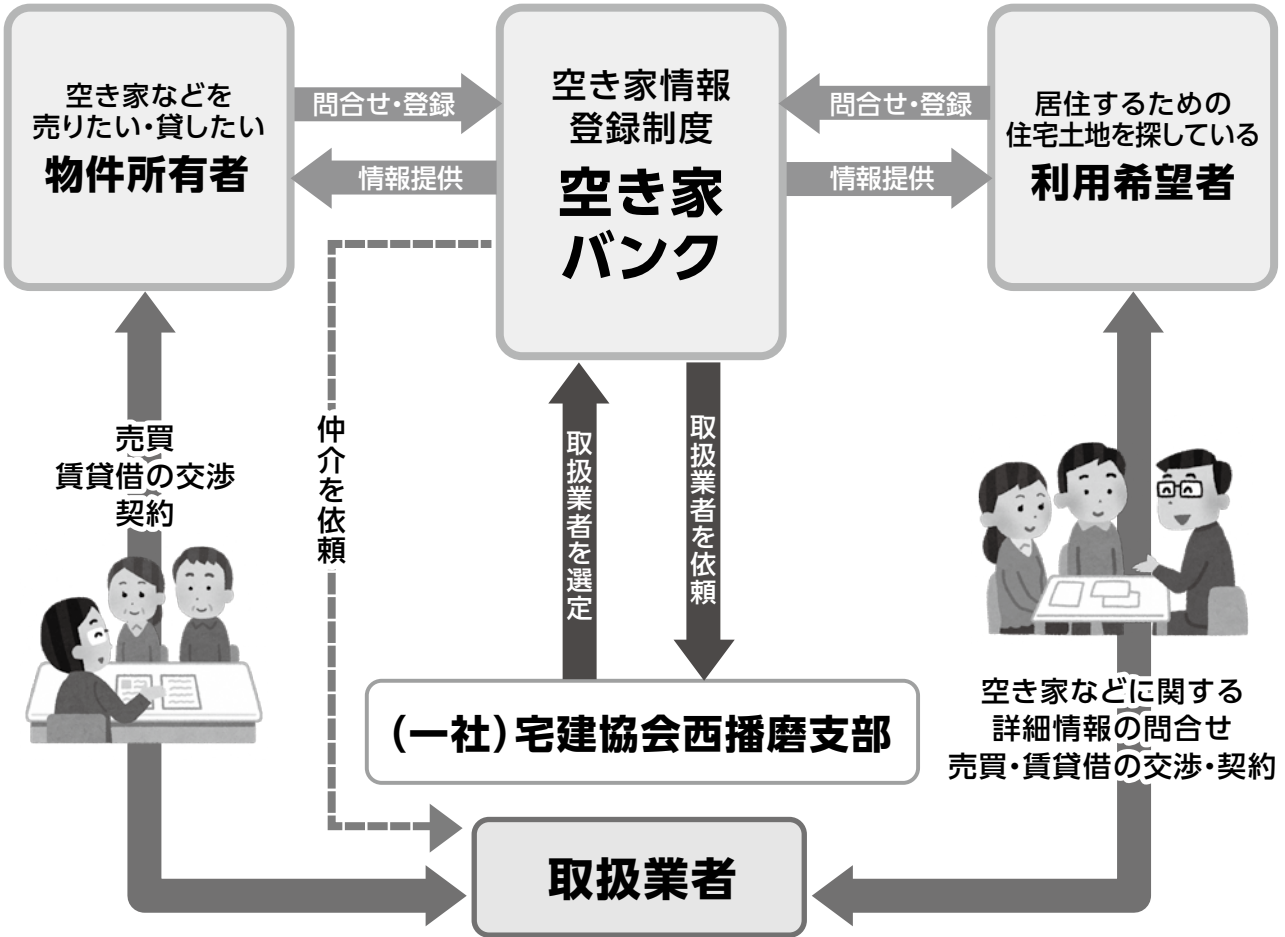 空き家などを
売りたい・貸したい
物件所有者
問合せ・登録
情報提供
空き家情報
登録制度
空き家
バンク
問合せ・登録
情報提供
居住するための
住宅土地を探している
利用希望者
売買
賃貸借の交渉
契約
仲介を依頼
取扱業者を選定
取扱業者を依頼
空き家などに関する
詳細情報の問合せ
売買・賃貸借の交渉・契約
(一社)宅建協会西播磨支部
取扱業者